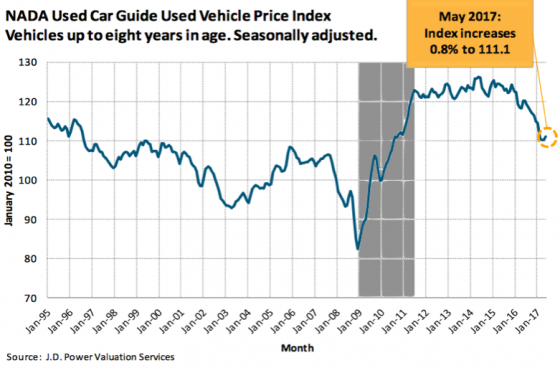 NADA Used Car Guide Used Vehicle Price Index
Vehicles up to eight years in age. Seasonally adjusted.
May 2017:
Index increases
0.8% to 111.1
130
120
110
100
90
80
70
January 2010 = 100
Jan-95
Jan-96
Jan-97
Jan-98
Jan-99
Jan-00
Jan-01
Jan-02
Jan-03
Jan-04
Jan-05
Jan-06
Jan-07
Jan-08
Jan-09
Jan-10
Jan-11
Jan-12
Jan-13
Jan-14
Jan-15
Jan-16
Jan-17
Month
Source: J.D. Power Valuation Services